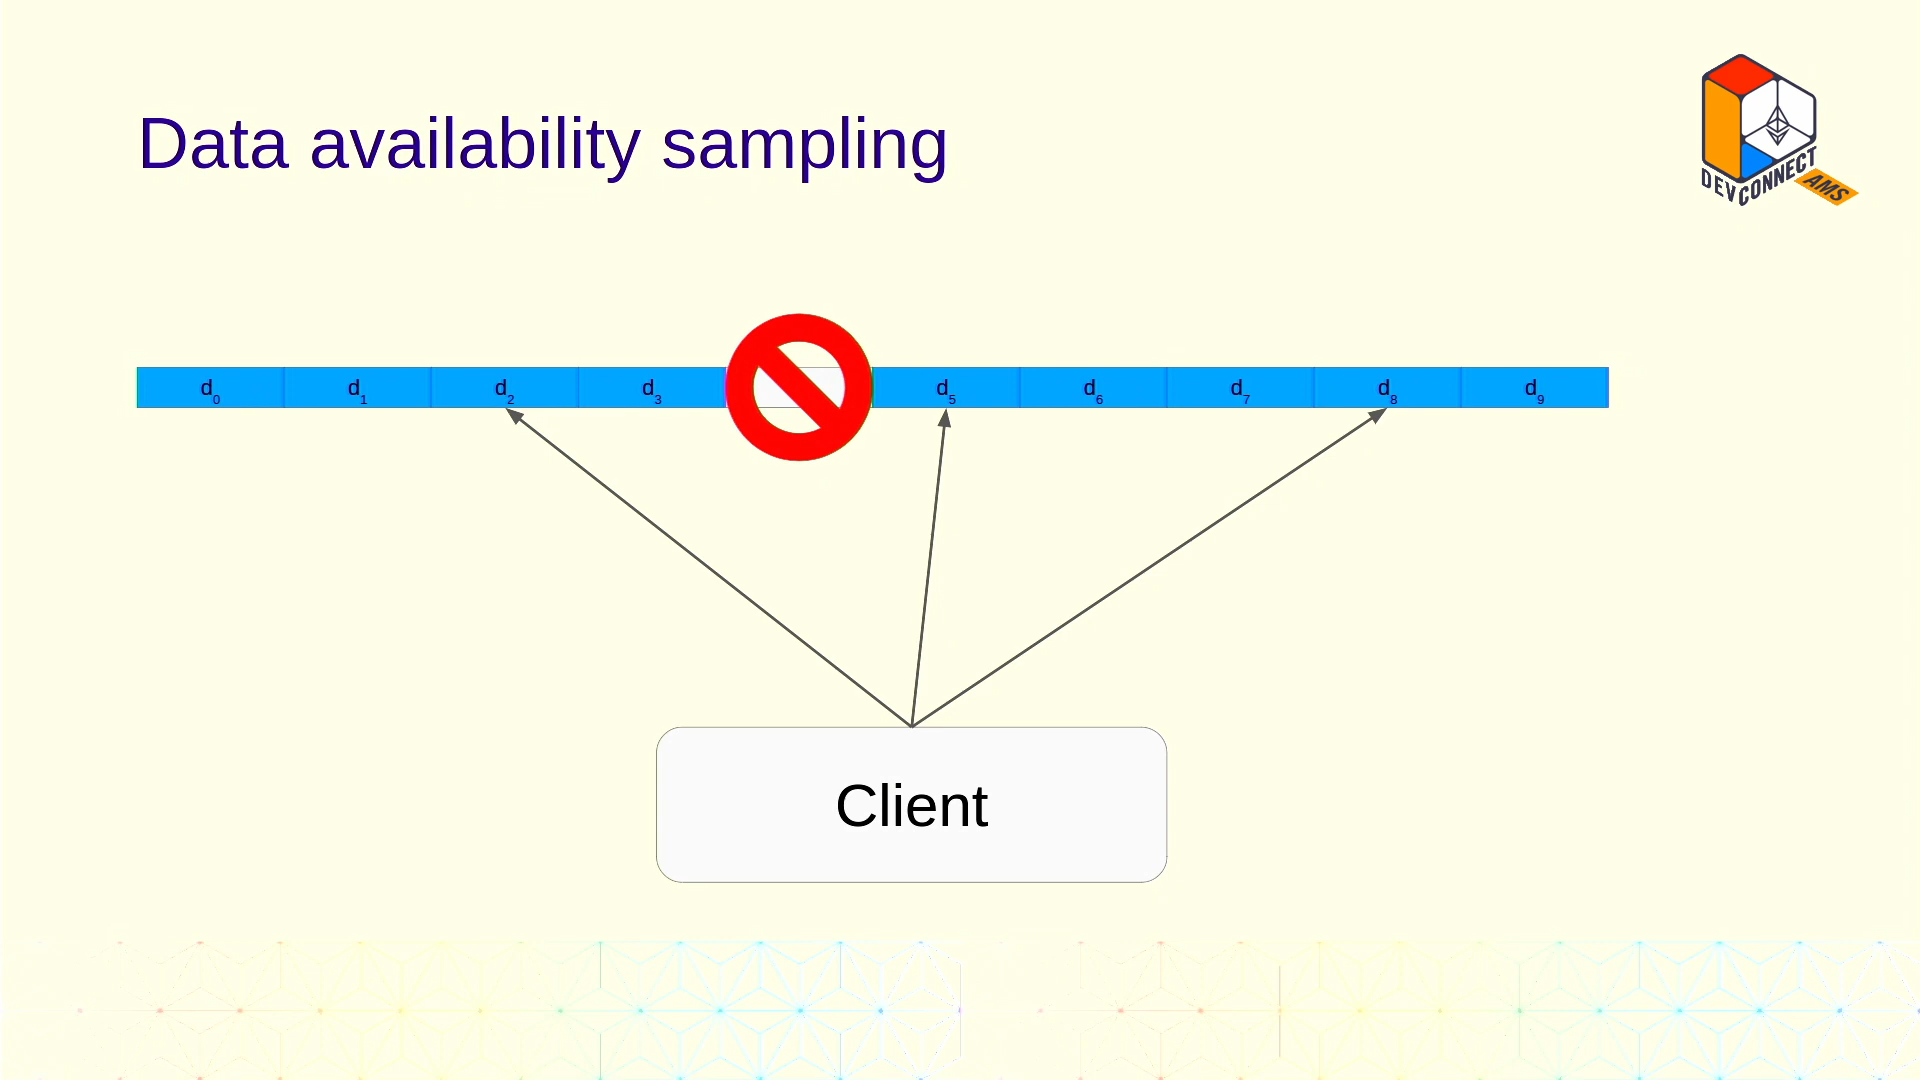 Data availability sampling
DEVCONNECT
AMS
d₀ d₁ d₂ d₃ d₅ d₆ d₇ d₈ d₉
Client